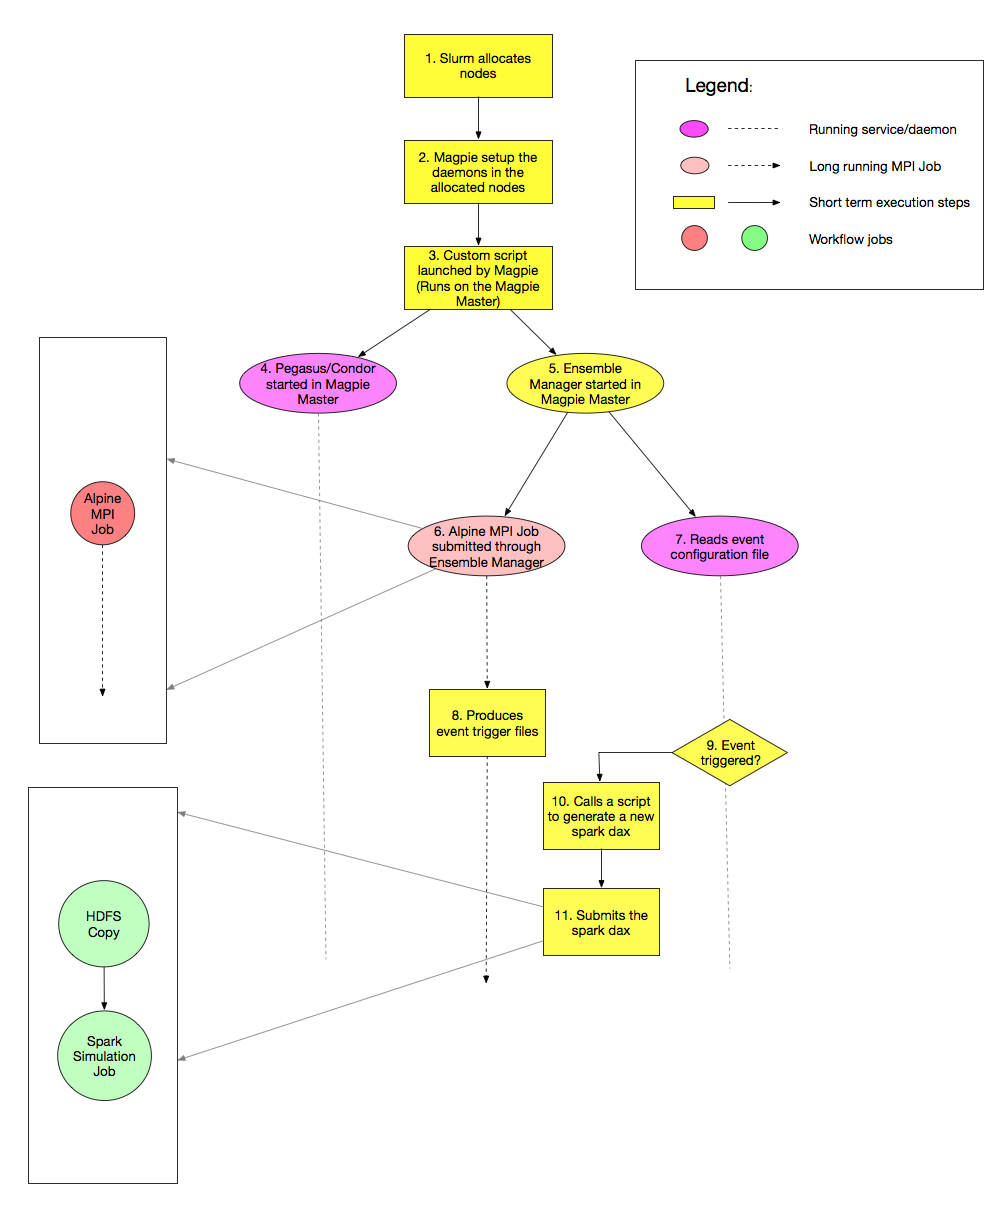 1. Slurm allocates
nodes
Legend:
Running service/daemon
Long running MPI Job
Short term execution steps
Workflow jobs
2. Magpie setup the
daemons in the
allocated nodes
3. Custom script
launched by Magpie
(Runs on the Magpie
Master)
4. Pegasus/Condor
started in Magpie
Master
5. Ensemble
Manager started in
Magpie Master
Alpine
MPI
Job
6. Alpine MPI Job
submitted through
Ensemble Manager
7. Reads event
configuration file
8. Produces
event trigger files
9. Event
triggered?
10. Calls a script
to generate a new
spark dax
11. Submits the
spark dax
HDFS
Copy
Spark
Simulation
Job